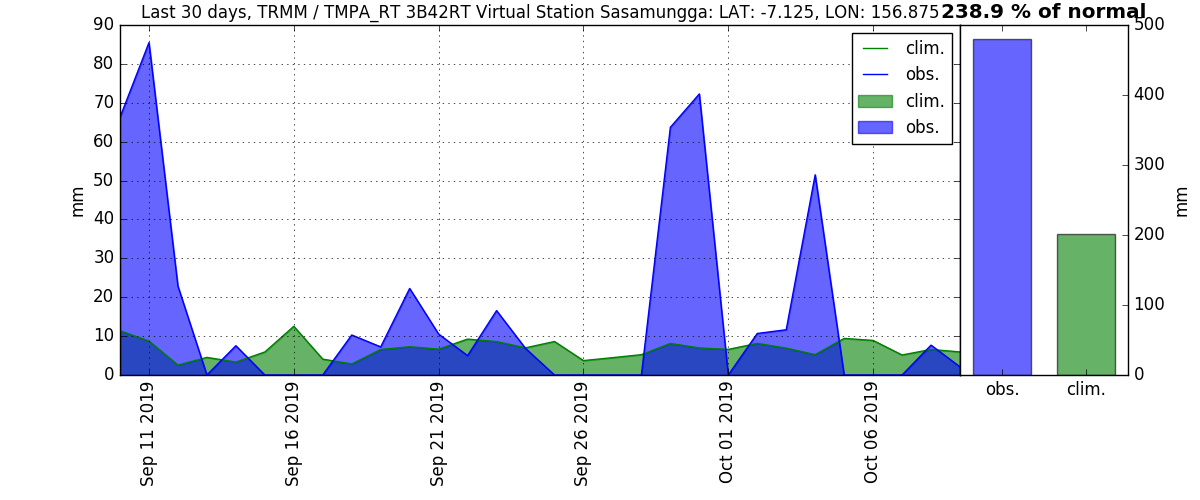 Last 30 days, TRMM / TMPA_RT 3B42RT Virtual Station Sasamungga: LAT: -7.125, LON: 156.875
238.9 % of normal
90
80
70
60
50
40
30
20
10
0
mm
clim.
obs.
clim.
obs.
Sep 11 2019
Sep 16 2019
Sep 21 2019
Sep 26 2019
Oct 01 2019
Oct 06 2019
500
400
300
200
100
0
mm
obs.
clim.